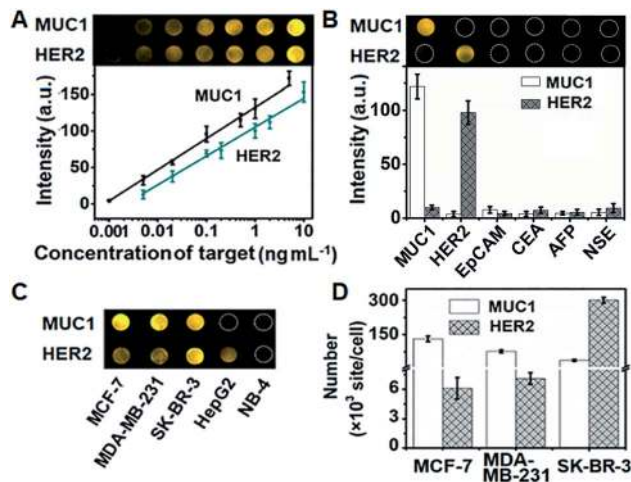 A
MUC1
HER2
Intensity (a.u.)
150
100
50
0
MUC1
HER2
0.001 0.01 0.1 1 10
Concentration of target (ng mL⁻¹)
B
MUC1
HER2
Intensity (a.u.)
100
50
0
MUC1
HER2
MUC1 HER2 EpCAM CEA AFP NSE
C
MUC1
HER2
MCF-7 MDA-MB-231 SK-BR-3 HepG2 NB-4
D
Number
(×10³ site/cell)
300
150
6
3
0
MUC1
HER2
MCF-7 MDA-MB-231 SK-BR-3